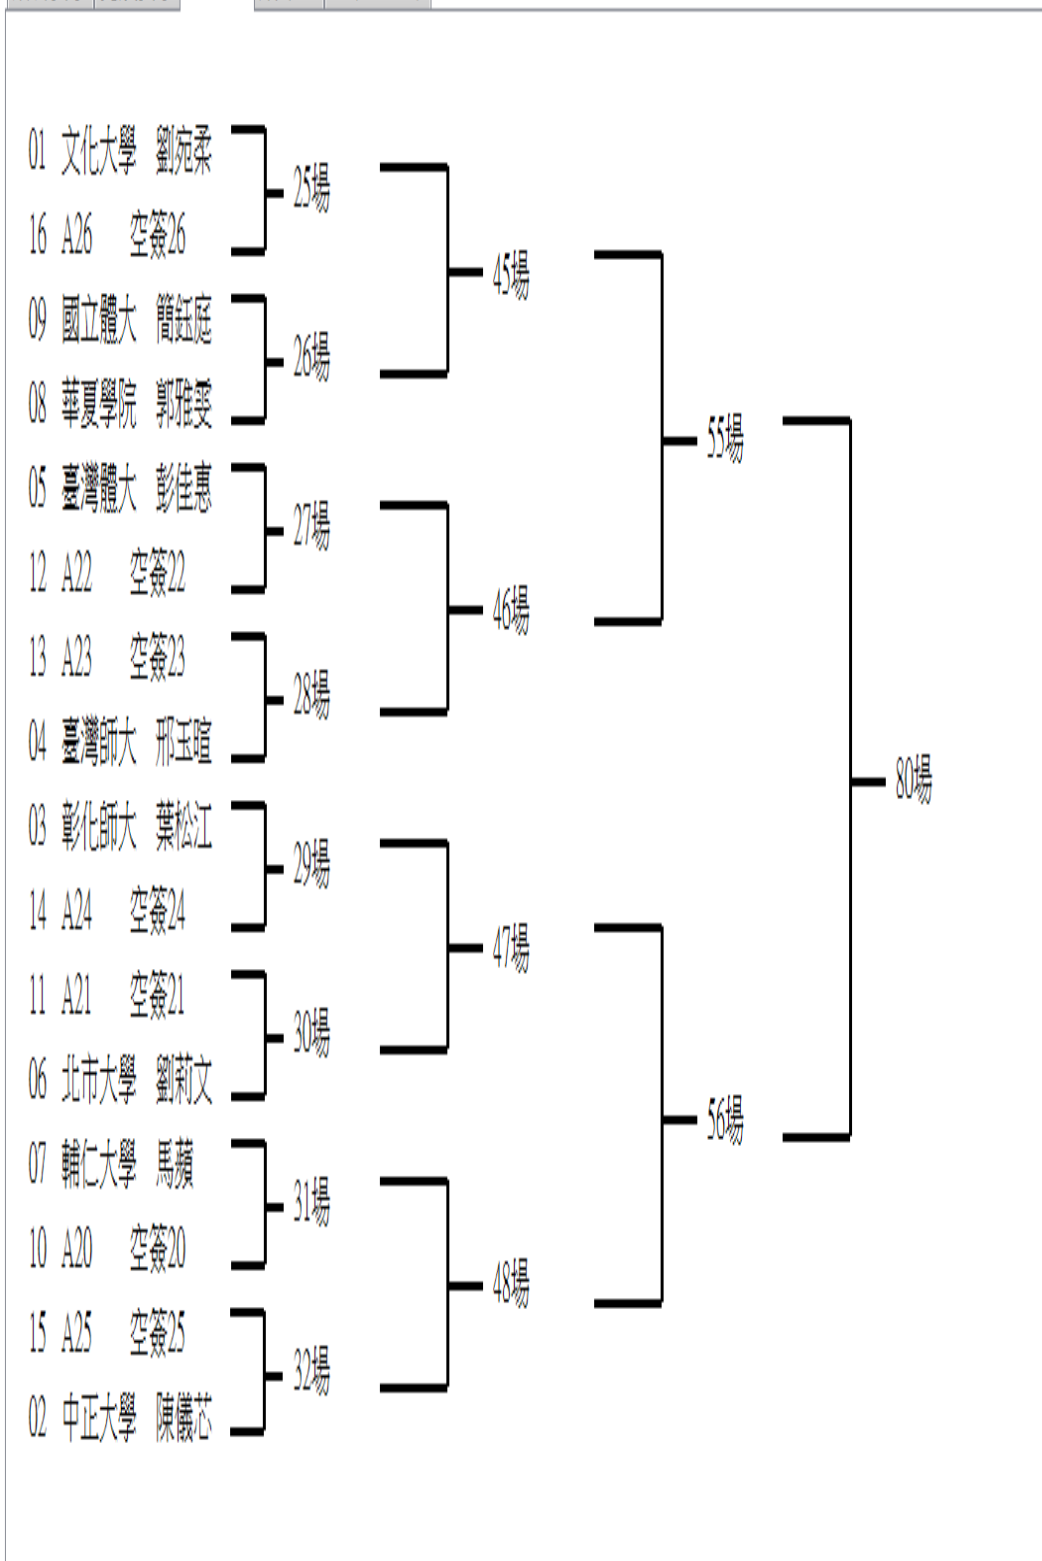 01 文化大學 劉宛柔
16 A26 空簽26
25場
09 國立體大 簡鈺庭
08 華夏學院 郭雅雯
26場
45場
05 臺灣體大 彭佳惠
12 A22 空簽22
27場
13 A23 空簽23
04 臺灣師大 邢玉暄
28場
46場
55場
03 彰化師大 葉松江
14 A24 空簽24
29場
11 A21 空簽21
06 北市大學 劉莉文
30場
47場
07 輔仁大學 馬蘋
10 A20 空簽20
31場
15 A25 空簽25
02 中正大學 陳儀芯
32場
48場
56場
80場